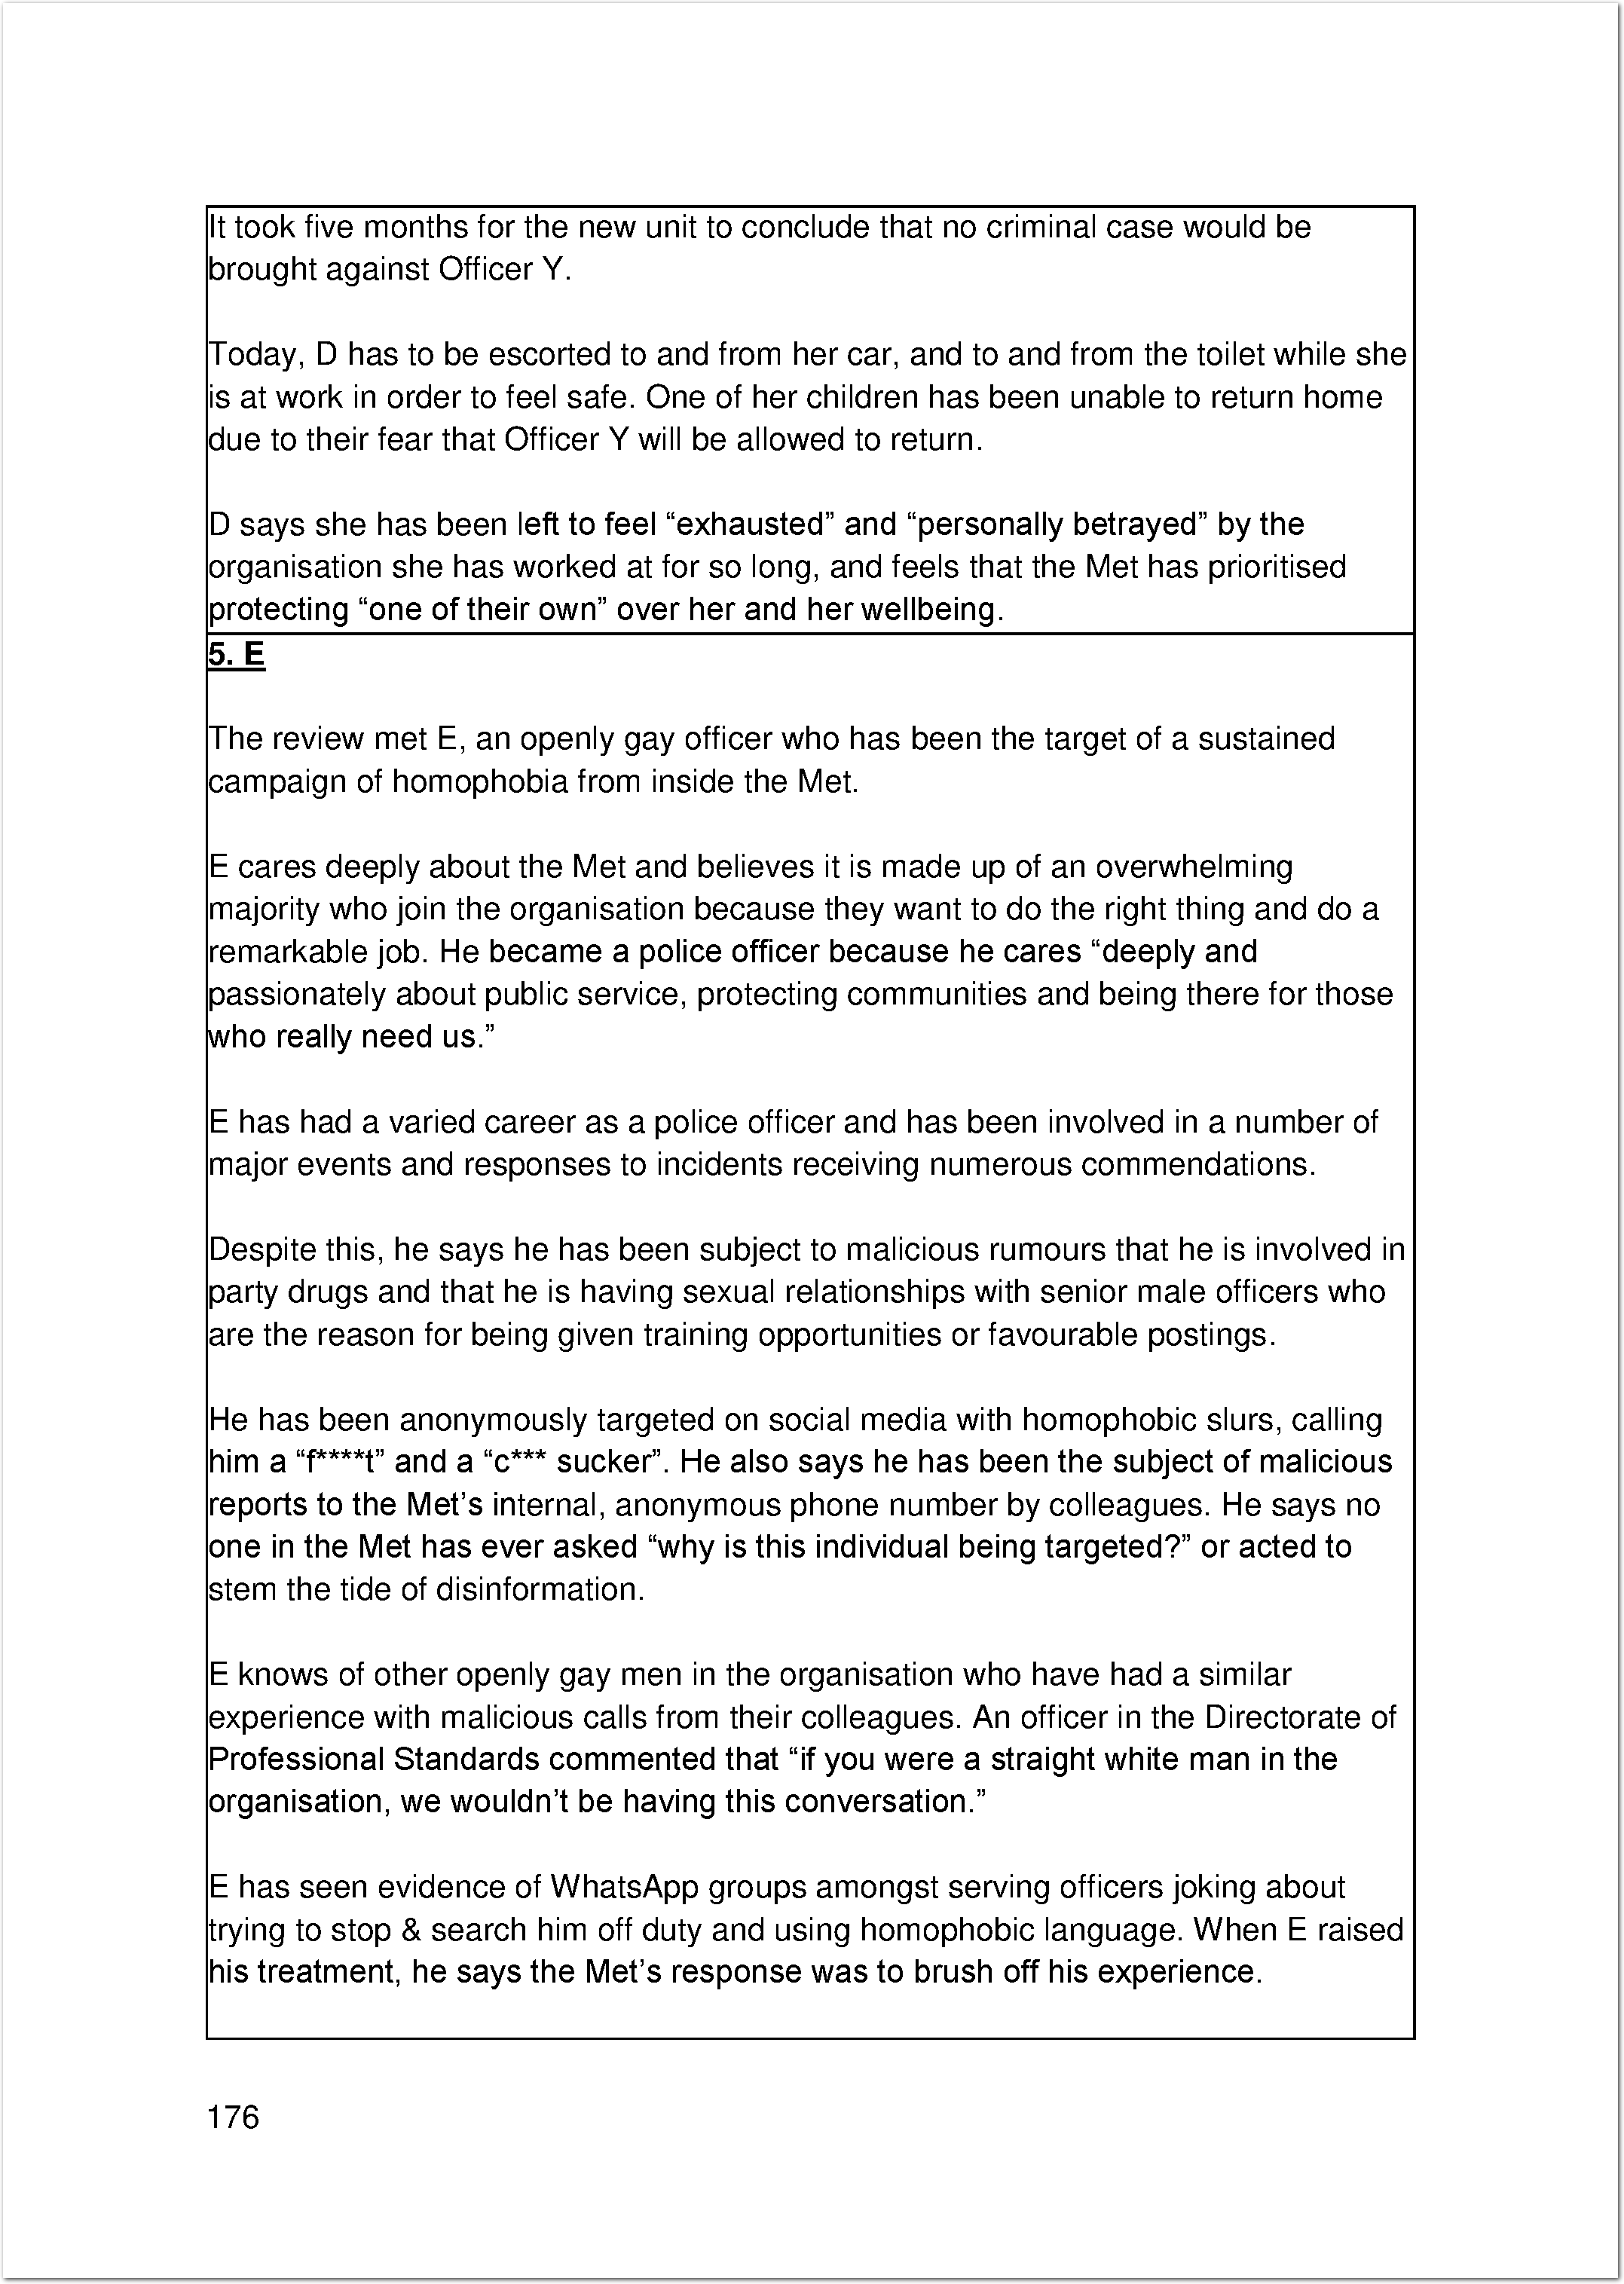 It took five months for the new unit to conclude that no criminal case would be
brought against Officer Y.
Today, D has to be escorted to and from her car, and to and from the toilet while she
is at work in order to feel safe. One of her children has been unable to return home
due to their fear that Officer Y will be allowed to return.
D says she has been left to feel “exhausted” and “personally betrayed” by the
organisation she has worked at for so long, and feels that the Met has prioritised
protecting “one of their own” over her and her wellbeing.
5. E
The review met E, an openly gay officer who has been the target of a sustained
campaign of homophobia from inside the Met.
E cares deeply about the Met and believes it is made up of an overwhelming
majority who join the organisation because they want to do the right thing and do a
remarkable job. He became a police officer because he cares “deeply and
passionately about public service, protecting communities and being there for those
who really need us.”
E has had a varied career as a police officer and has been involved in a number of
major events and responses to incidents receiving numerous commendations.
Despite this, he says he has been subject to malicious rumours that he is involved in
party drugs and that he is having sexual relationships with senior male officers who
are the reason for being given training opportunities or favourable postings.
He has been anonymously targeted on social media with homophobic slurs, calling
him a “f****t” and a “c*** sucker”. He also says he has been the subject of malicious
reports to the Met’s internal, anonymous phone number by colleagues. He says no
one in the Met has ever asked “why is this individual being targeted?” or acted to
stem the tide of disinformation.
E knows of other openly gay men in the organisation who have had a similar
experience with malicious calls from their colleagues. An officer in the Directorate of
Professional Standards commented that “if you were a straight white man in the
organisation, we wouldn’t be having this conversation.”
E has seen evidence of WhatsApp groups amongst serving officers joking about
trying to stop & search him off duty and using homophobic language. When E raised
his treatment, he says the Met’s response was to brush off his experience.
176